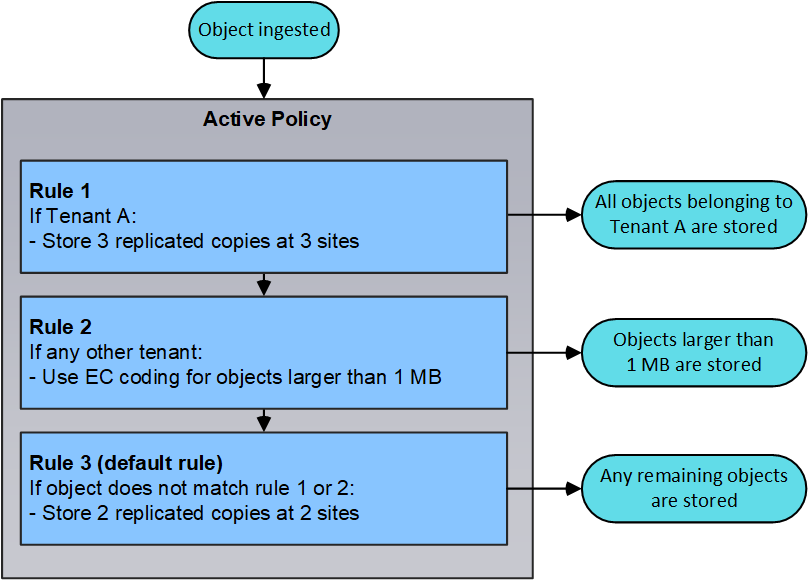 Object ingested
Active Policy
Rule 1
If Tenant A:
- Store 3 replicated copies at 3 sites
All objects belonging to
Tenant A are stored
Rule 2
If any other tenant:
- Use EC coding for objects larger than 1 MB
Objects larger than
1 MB are stored
Rule 3 (default rule)
If object does not match rule 1 or 2:
- Store 2 replicated copies at 2 sites
Any remaining objects
are stored